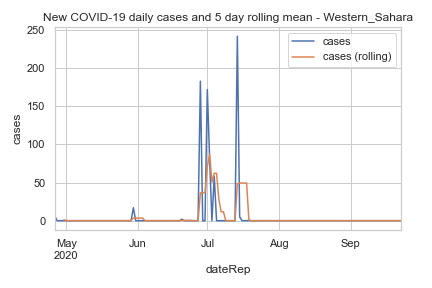 New COVID-19 daily cases and 5 day rolling mean - Western_Sahara
cases
cases (rolling)
250
200
150
100
50
0
cases
May Jun Jul Aug Sep
2020
dateRep